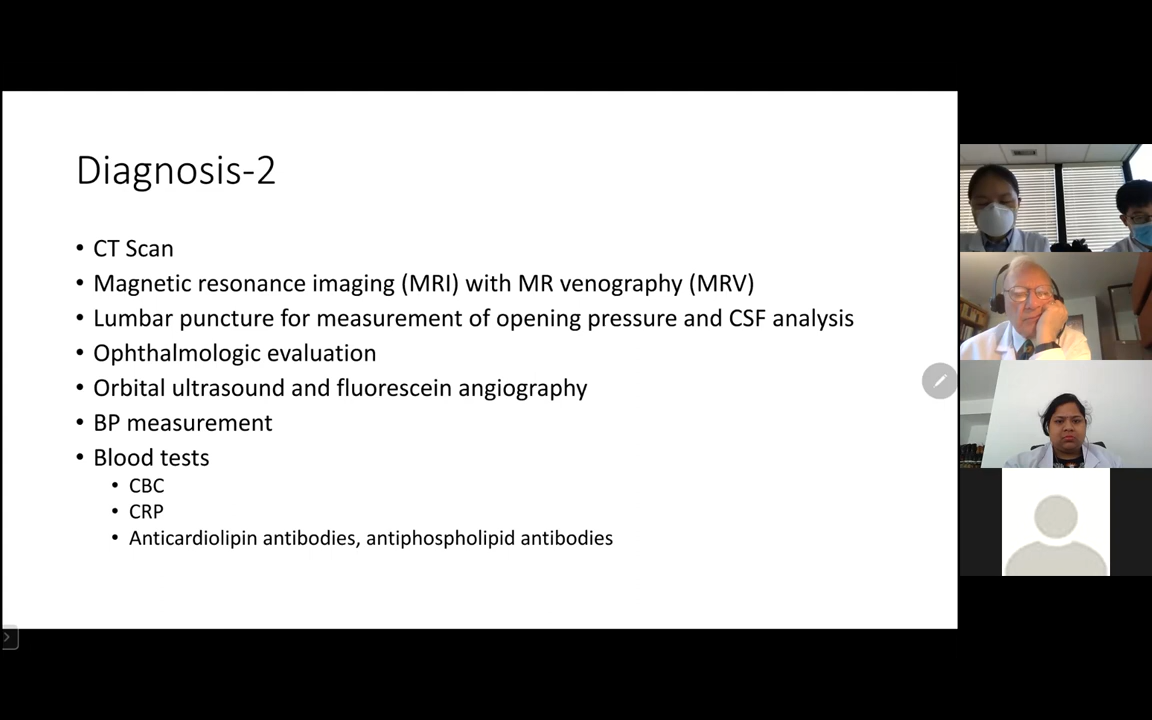 Diagnosis-2
• CT Scan
• Magnetic resonance imaging (MRI) with MR venography (MRV)
• Lumbar puncture for measurement of opening pressure and CSF analysis
• Ophthalmologic evaluation
• Orbital ultrasound and fluorescein angiography
• BP measurement
• Blood tests
• CBC
• CRP
• Anticardiolipin antibodies, antiphospholipid antibodies